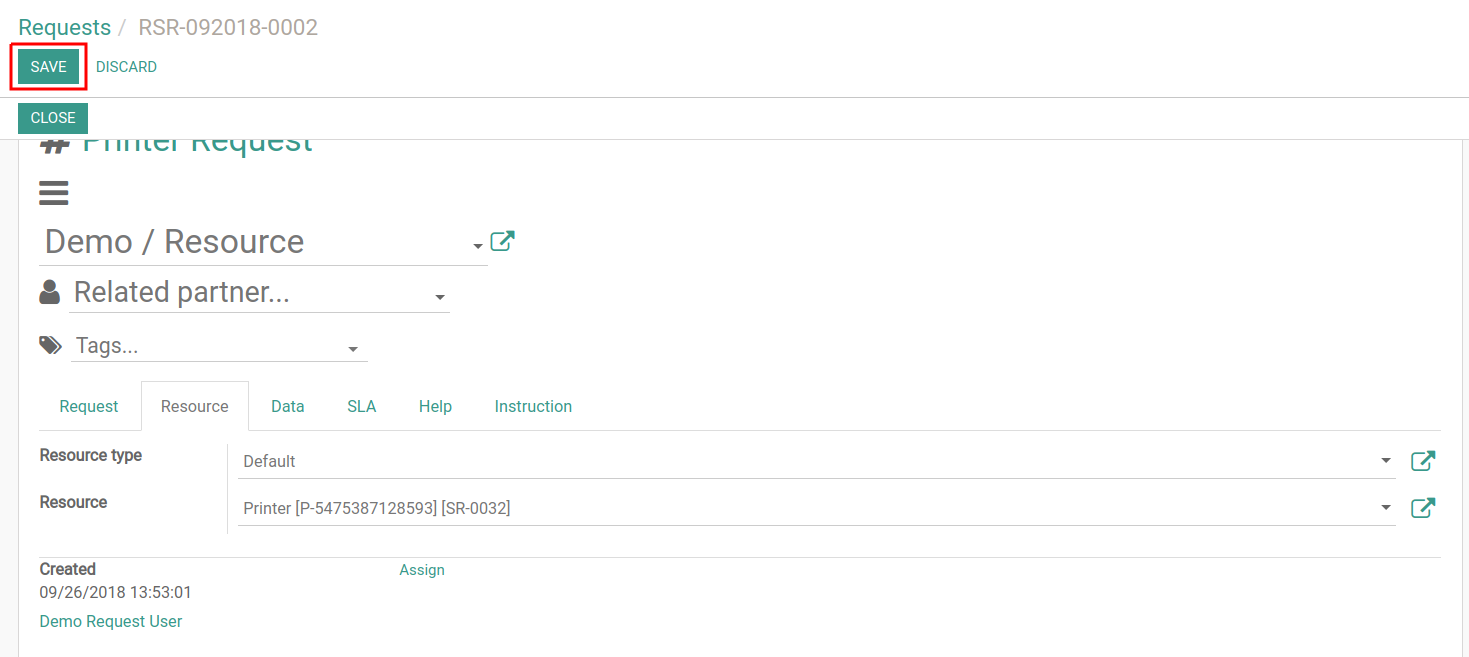 Requests / RSR-092018-0002
SAVE DISCARD
CLOSE
# Printer Request
Demo / Resource
Related partner...
Tags...
Request Resource Data SLA Help Instruction
Resource type Default
Resource Printer [P-5475387128593] [SR-0032]
Created Assign
09/26/2018 13:53:01
Demo Request User